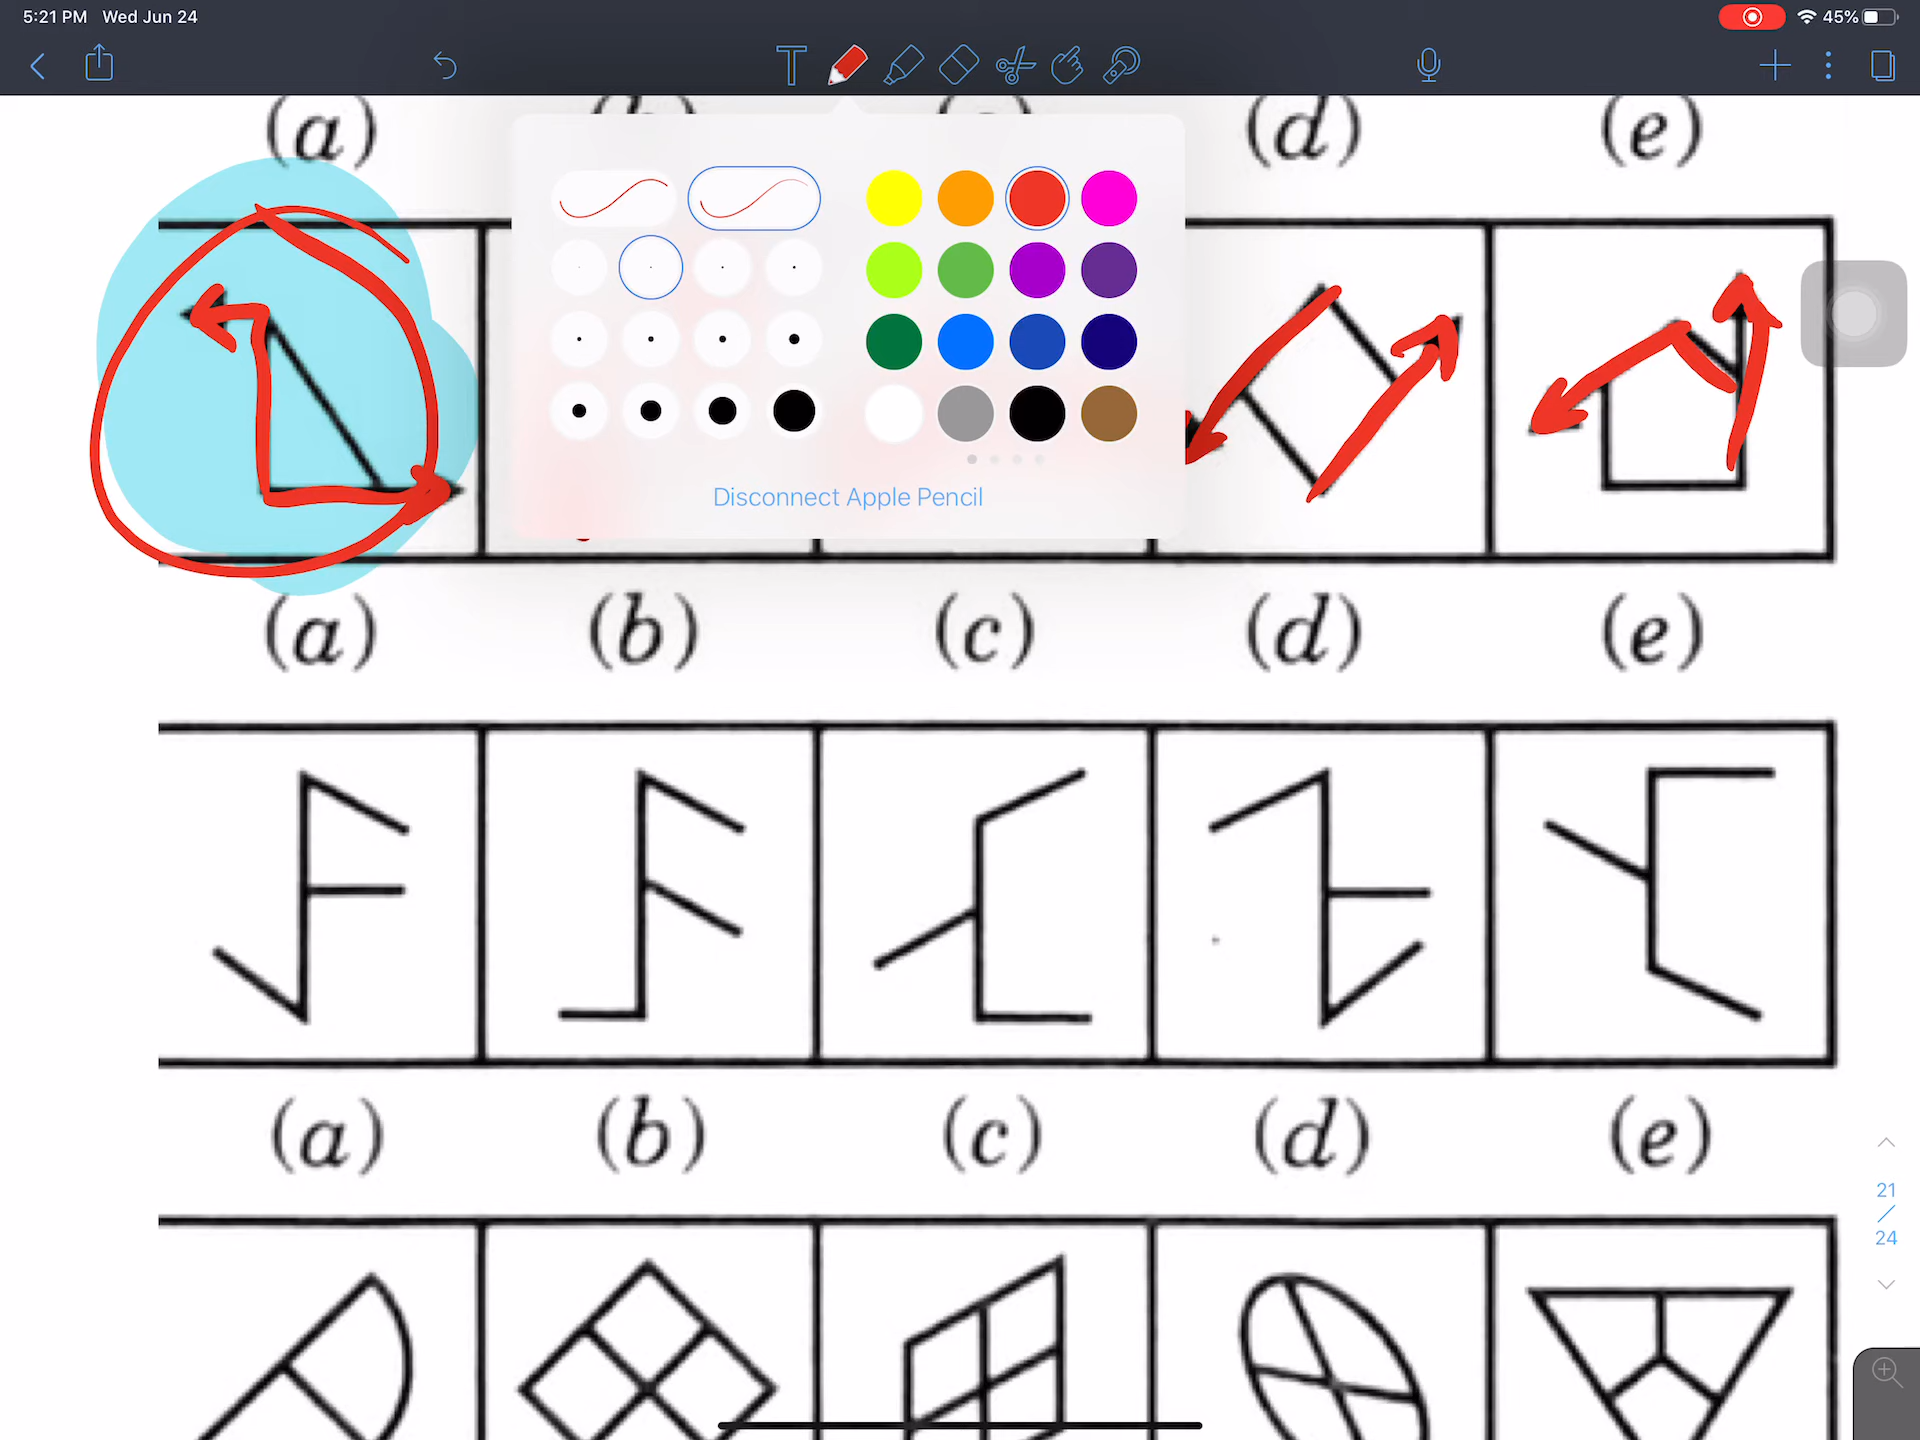 5:21 PM Wed Jun 24
45%
T
(a) (d) (e)
Disconnect Apple Pencil
(a) (b) (c) (d) (e)
(a) (b) (c) (d) (e)
21
/
24